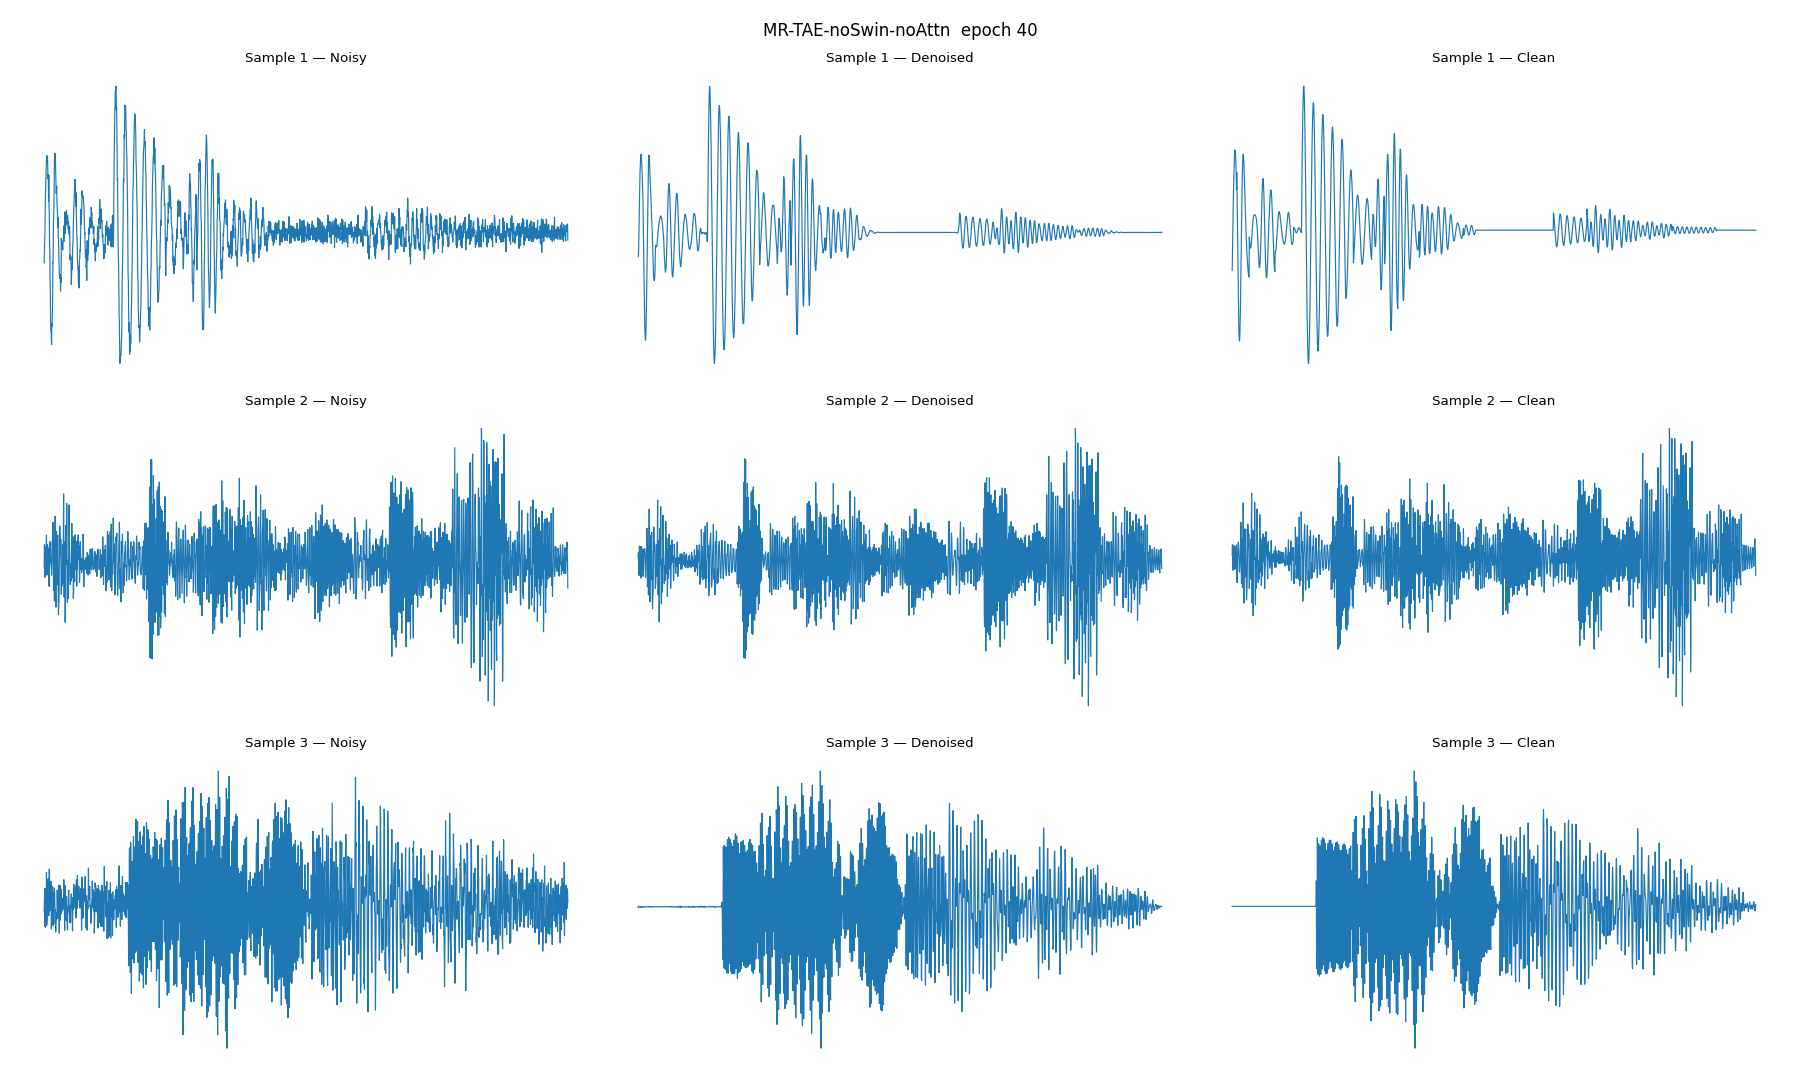 MR-TAE-noSwin-noAttn  epoch 40
Sample 1 — Noisy
Sample 1 — Denoised
Sample 1 — Clean
Sample 2 — Noisy
Sample 2 — Denoised
Sample 2 — Clean
Sample 3 — Noisy
Sample 3 — Denoised
Sample 3 — Clean